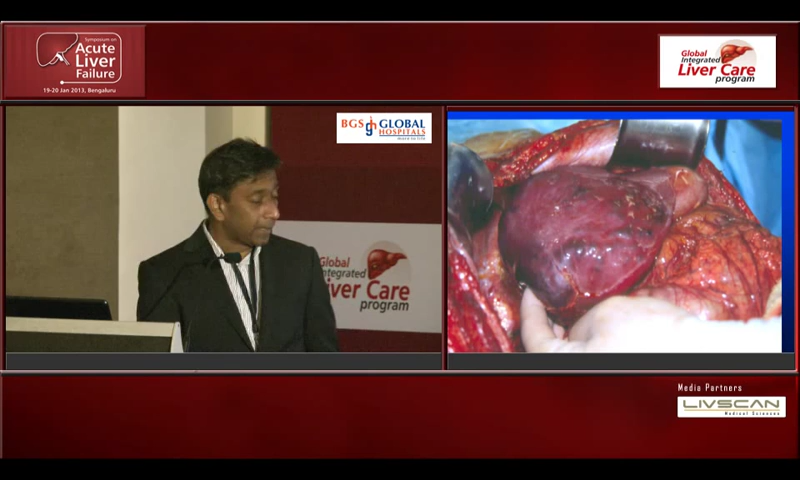 Symposium on
Acute
Liver
Failure
19-20 Jan 2013, Bengaluru
Global
Integrated
Liver Care
program
BGS GLOBAL
HOSPITALS
Global
Integrated
Liver Care
program
Media Partners
LIVSCAN
Medical Sciences